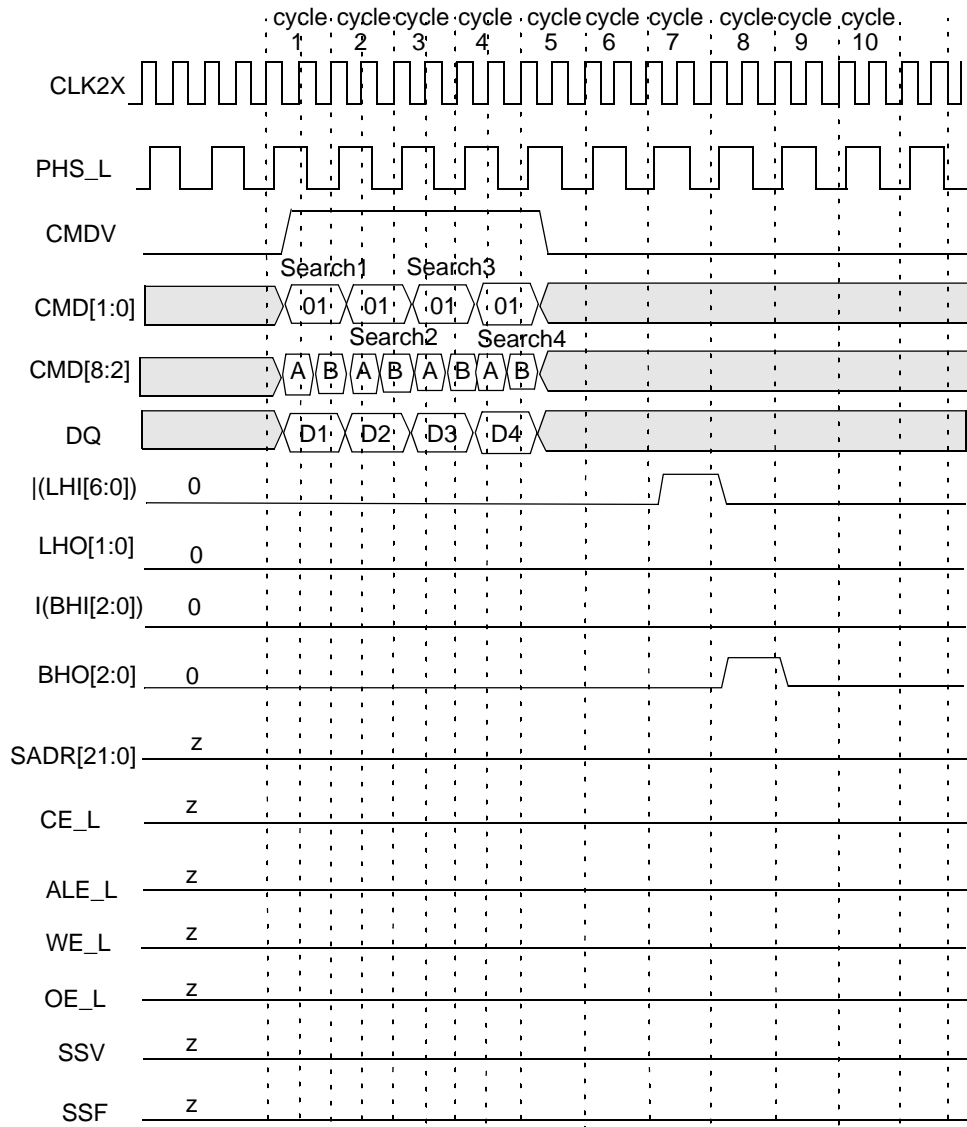 cycle cycle cycle cycle cycle cycle cycle cycle cycle cycle
1 2 3 4 5 6 7 8 9 10
CLK2X
PHS_L
CMDV
Search1 Search3
CMD[1:0] 01 01 01 01
Search2 Search4
CMD[8:2] A B A B A B A B
DQ D1 D2 D3 D4
|(LHI[6:0]) 0
LHO[1:0] 0
I(BHI[2:0]) 0
BHO[2:0] 0
SADR[21:0] z
CE_L z
ALE_L z
WE_L z
OE_L z
SSV z
SSF z